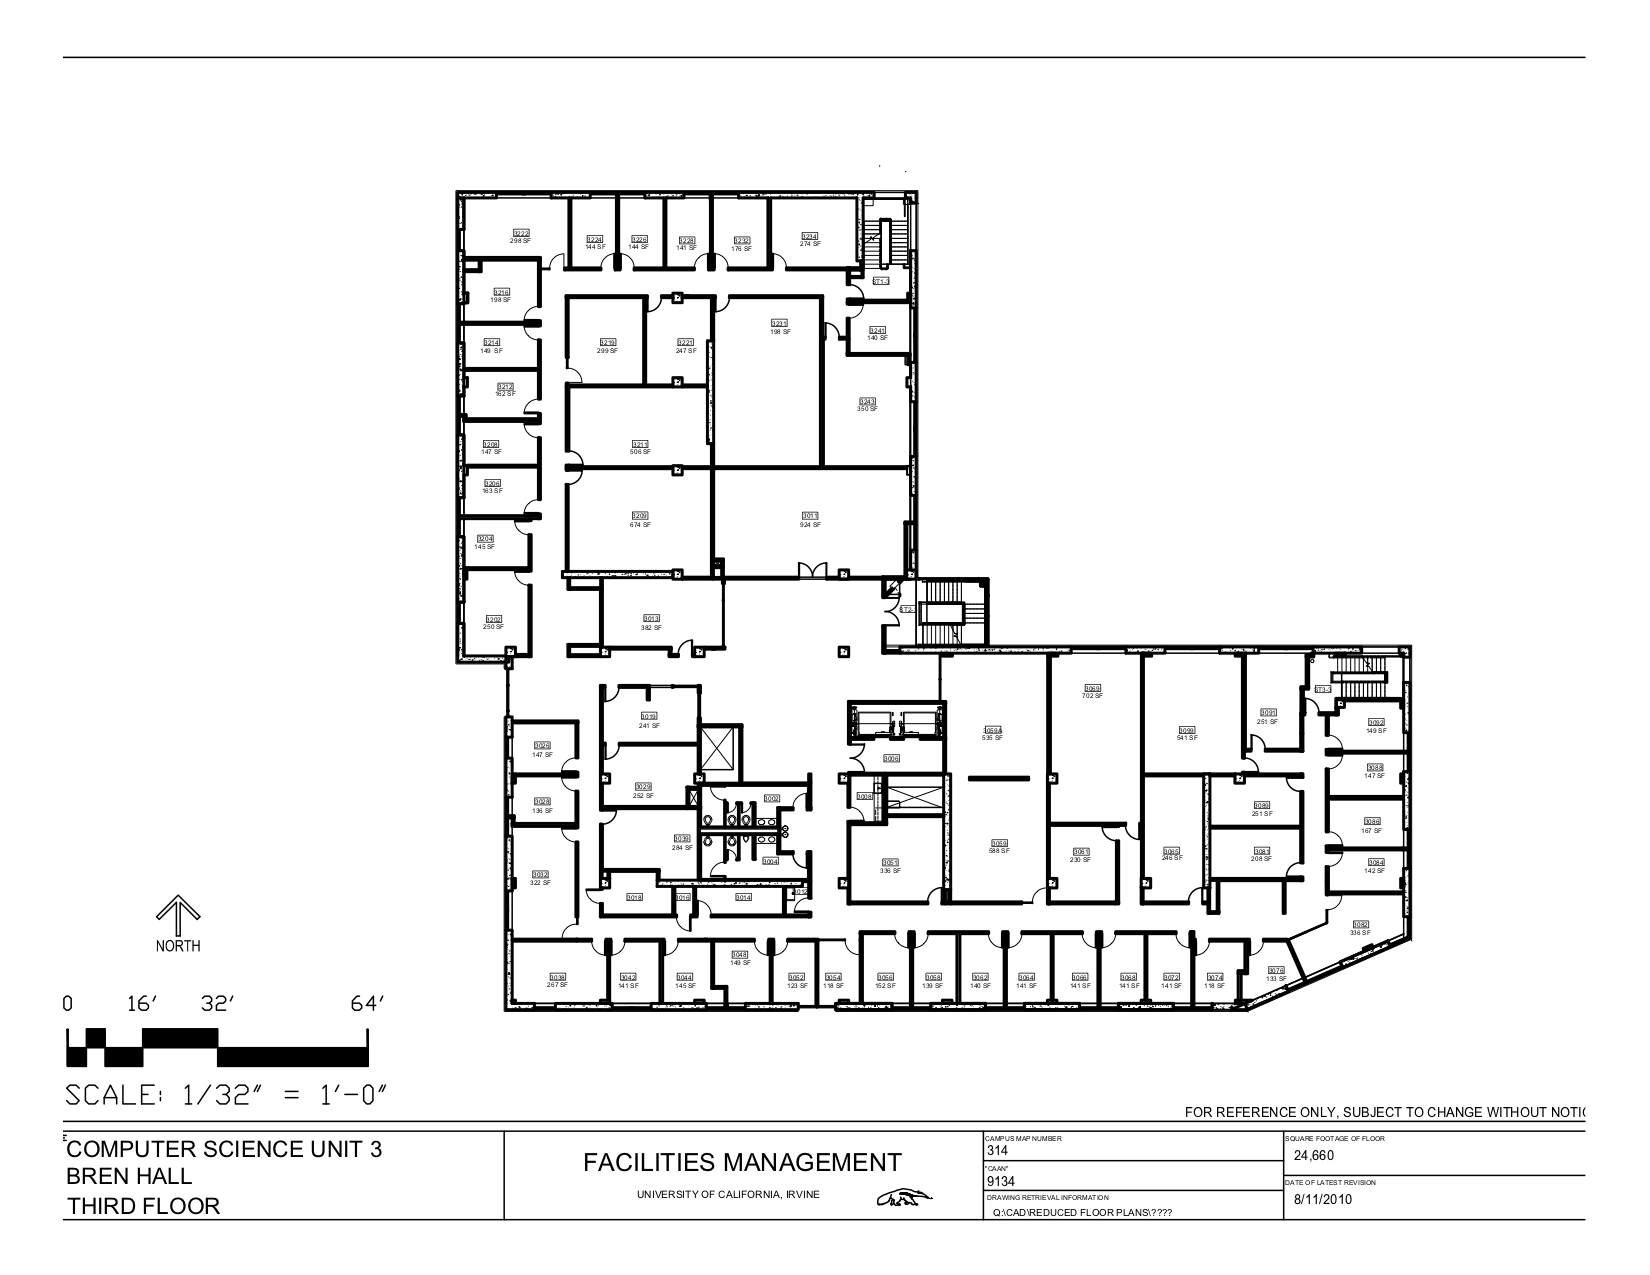 3222
298 SF
3224
144 SF
3226
144 SF
3228
141 SF
3232
176 SF
3234
274 SF
ST1-3
3216
198 SF
3241
140 SF
3231
198 SF
3214
149 SF
3219
299 SF
3221
247 SF
3212
162 SF
3243
350 SF
3208
147 SF
3211
506 SF
3206
163 SF
3209
674 SF
3011
924 SF
3204
145 SF
3202
250 SF
3013
382 SF
3019
241 SF
3069
702 SF
3059A
535 SF
3099
541 SF
3091
251 SF
ST3-3
3092
149 SF
3026
147 SF
3006
3088
147 SF
3029
252 SF
3028
136 SF
3002
3008
3089
251 SF
3086
167 SF
3039
284 SF
3004
3051
336 SF
3059
588 SF
3061
230 SF
3065
246 SF
3081
208 SF
3084
142 SF
3032
322 SF
3018
3016
3014
3012
3082
336 SF
3038
267 SF
3042
141 SF
3044
145 SF
3048
149 SF
3052
123 SF
3054
118 SF
3056
152 SF
3058
139 SF
3062
140 SF
3064
141 SF
3066
141 SF
3068
141 SF
3072
141 SF
3074
118 SF
3076
133 SF
NORTH
0 16' 32' 64'
SCALE: 1/32" = 1'-0"
FOR REFERENCE ONLY, SUBJECT TO CHANGE WITHOUT NOTIC
COMPUTER SCIENCE UNIT 3
BREN HALL
THIRD FLOOR
FACILITIES MANAGEMENT
UNIVERSITY OF CALIFORNIA, IRVINE
CAMPUS MAP NUMBER
314
"CAAN"
9134
DRAWING RETRIEVAL INFORMATION
Q:\CAD\REDUCED FLOOR PLANS\????
SQUARE FOOTAGE OF FLOOR
24,660
DATE OF LATEST REVISION
8/11/2010